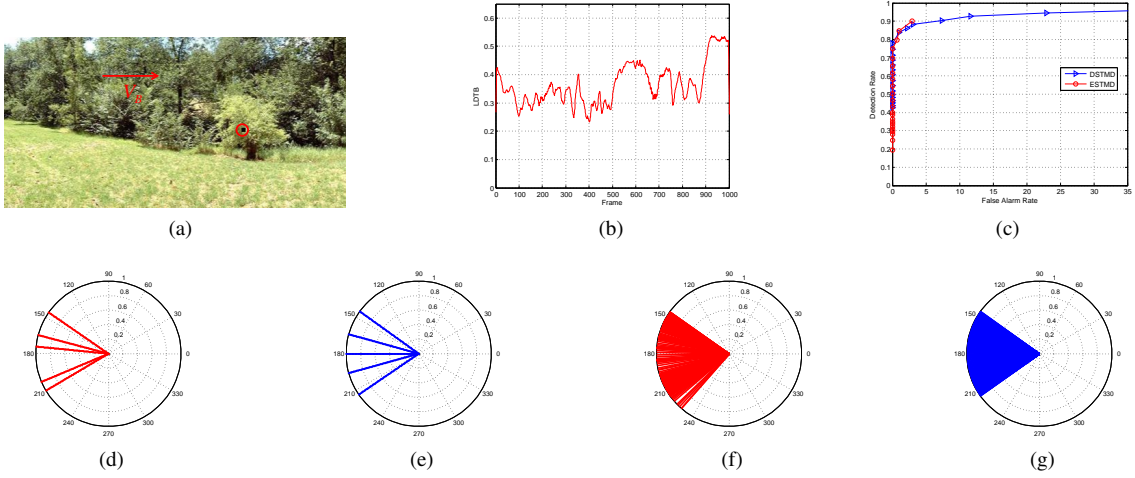 V_B
(a)
LDTB
0.6
0.5
0.4
0.3
0.2
0.1
0
0 100 200 300 400 500 600 700 800 900 1000
Frame
(b)
Detection Rate
1
0.9
0.8
0.7
0.6
0.5
0.4
0.3
0.2
0.1
0
DSTMD
ESTMD
0 5 10 15 20 25 30 35
False Alarm Rate
(c)
90
120 1 60
0.8
0.6
150 0.4 30
0.2
180 0
210 330
240 300
270
(d)
90
120 1 60
0.8
0.6
150 0.4 30
0.2
180 0
210 330
240 300
270
(e)
90
120 1 60
0.8
0.6
150 0.4 30
0.2
180 0
210 330
240 300
270
(f)
90
120 1 60
0.8
0.6
150 0.4 30
0.2
180 0
210 330
240 300
270
(g)